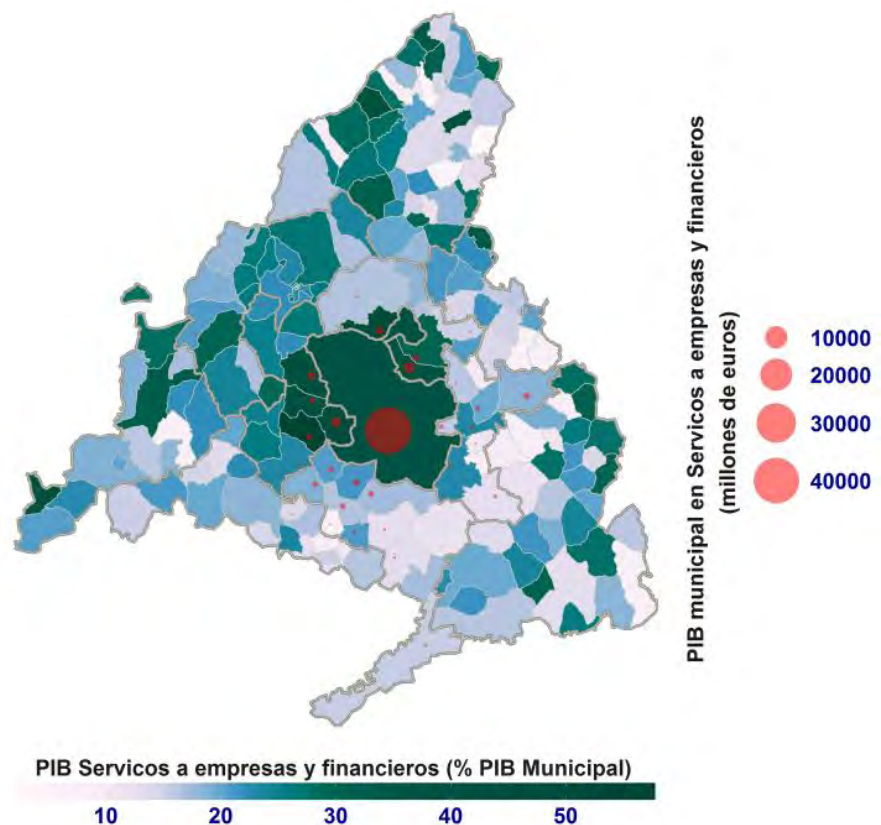 PIB municipal en Servicos a empresas y financieros
(millones de euros)
10000
20000
30000
40000
PIB Servicos a empresas y financieros (% PIB Municipal)
10 20 30 40 50